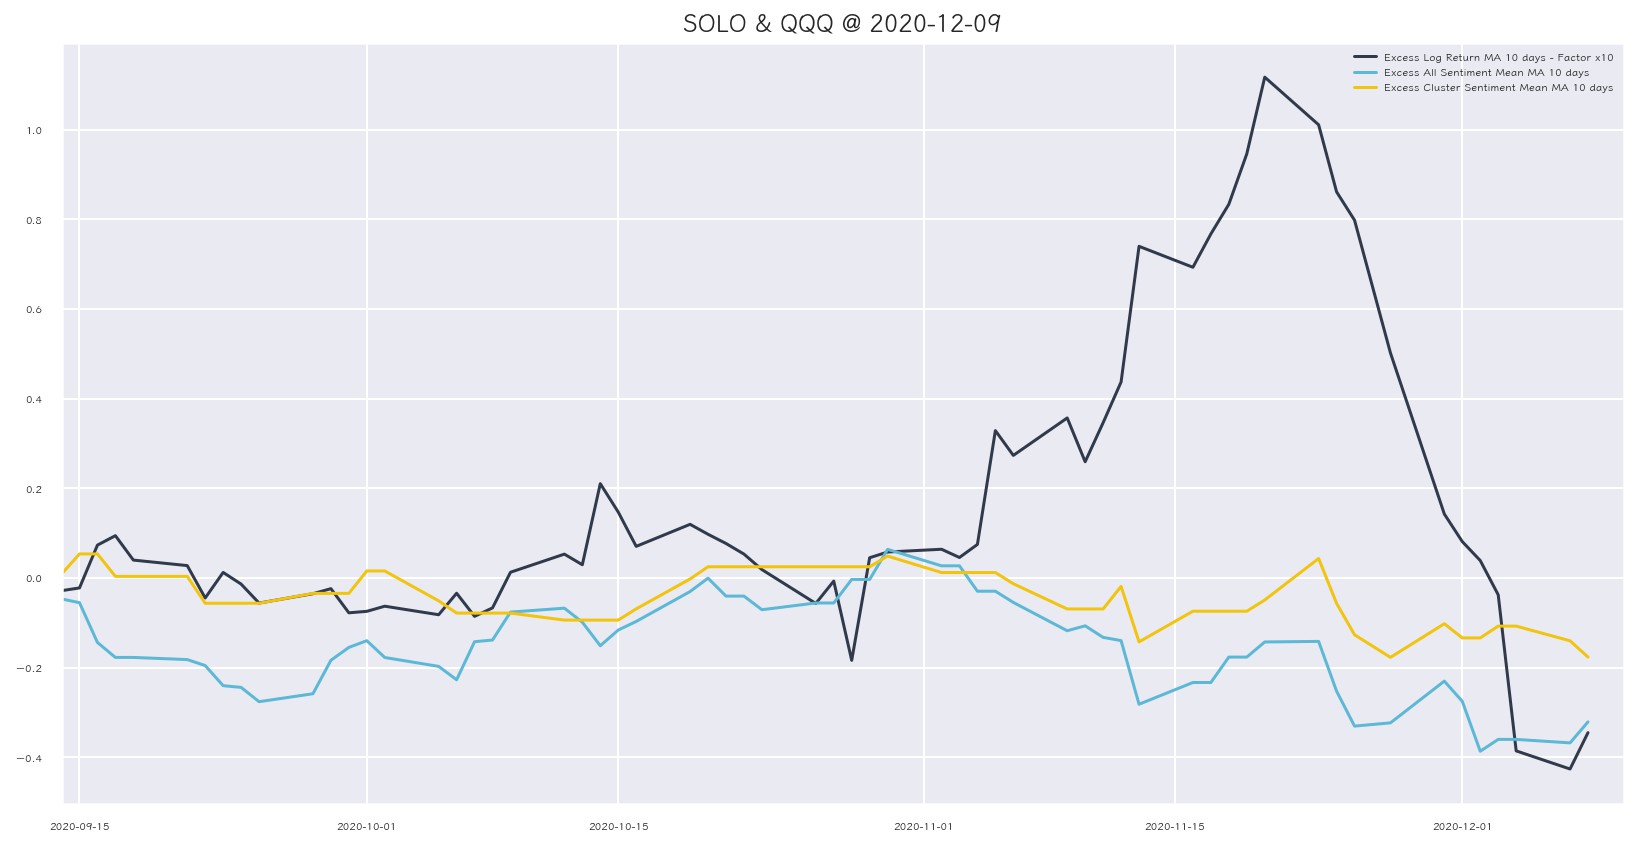 SOLO & QQQ @ 2020-12-09
Excess Log Return MA 10 days - Factor x10
Excess All Sentiment Mean MA 10 days
Excess Cluster Sentiment Mean MA 10 days
1.0
0.8
0.6
0.4
0.2
0.0
−0.2
−0.4
2020-09-15 2020-10-01 2020-10-15 2020-11-01 2020-11-15 2020-12-01